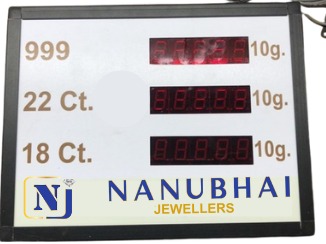 999 10g.
22 Ct. 10g.
18 Ct. 10g.
NJ NANUBHAI
JEWELLERS